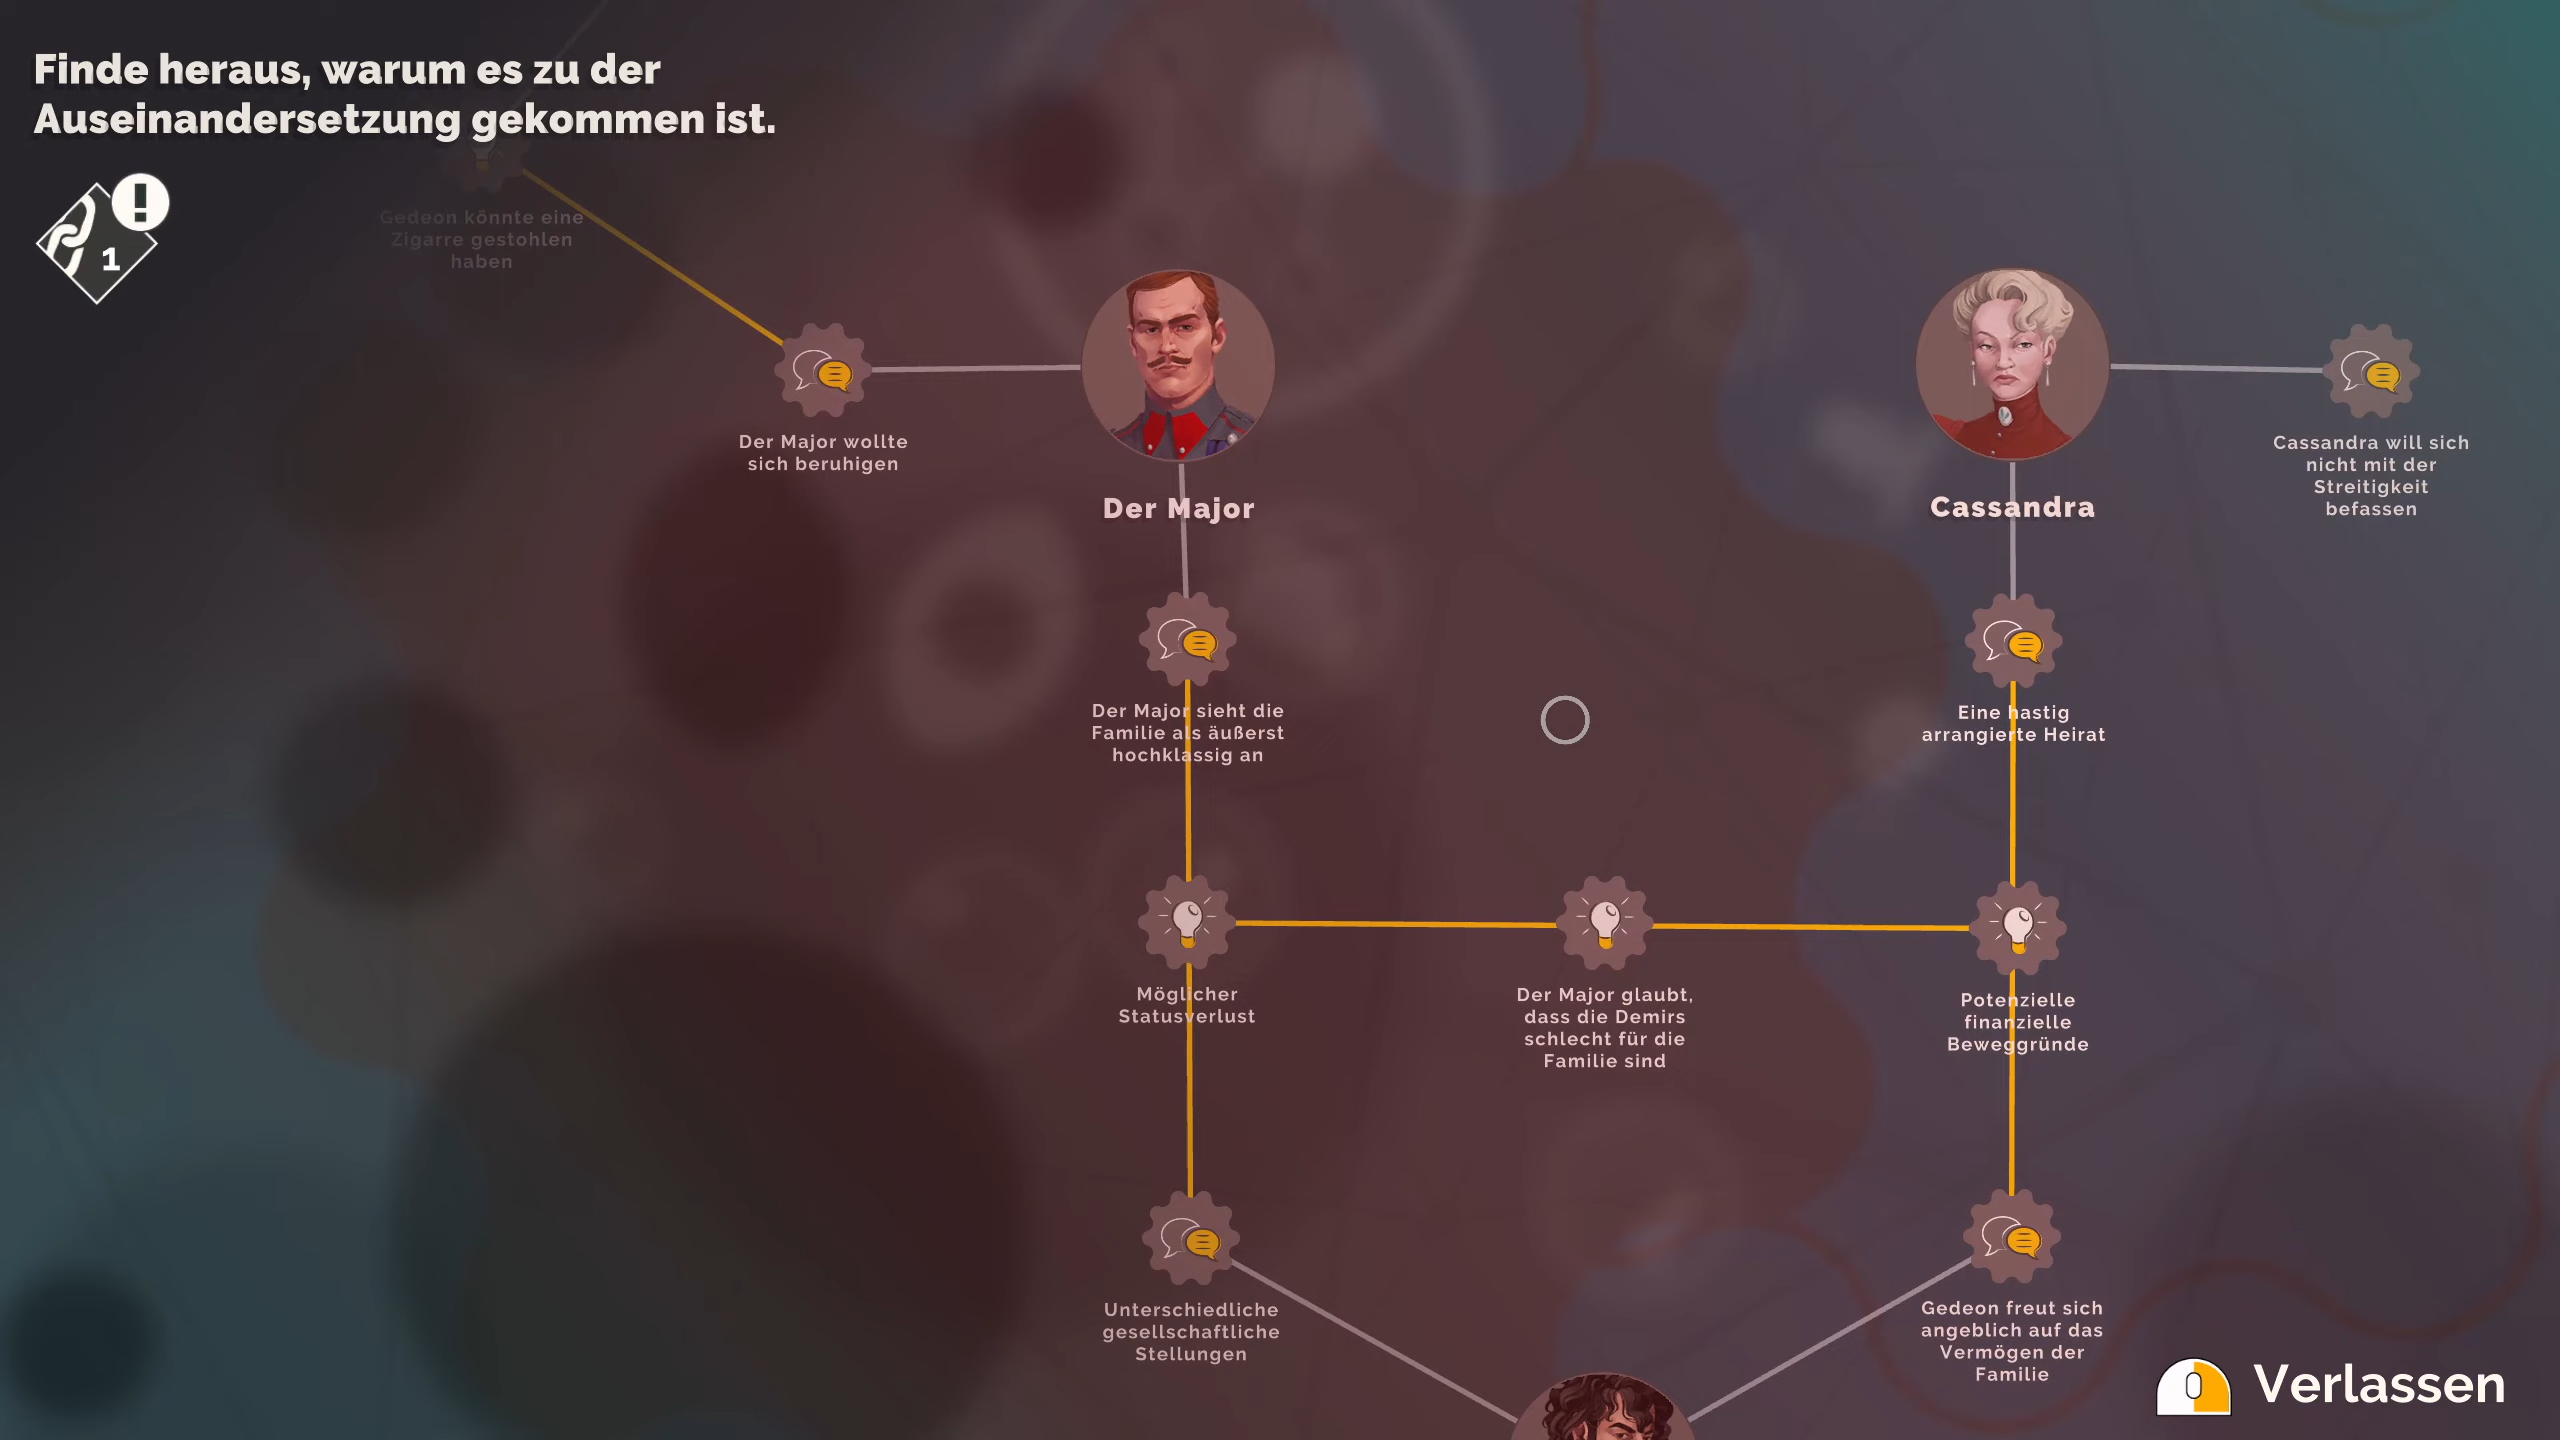 Finde heraus, warum es zu der
Auseinandersetzung gekommen ist.
1
Gedeon könnte eine
Zigarre gestohlen
haben
Der Major wollte
sich beruhigen
Der Major
Cassandra
Cassandra will sich
nicht mit der
Streitigkeit
befassen
Der Major sieht die
Familie als äußerst
hochklassig an
Eine hastig
arrangierte Heirat
Möglicher
Statusverlust
Der Major glaubt,
dass die Demirs
schlecht für die
Familie sind
Potenzielle
finanzielle
Beweggründe
Unterschiedliche
gesellschaftliche
Stellungen
Gedeon freut sich
angeblich auf das
Vermögen der
Familie
Verlassen